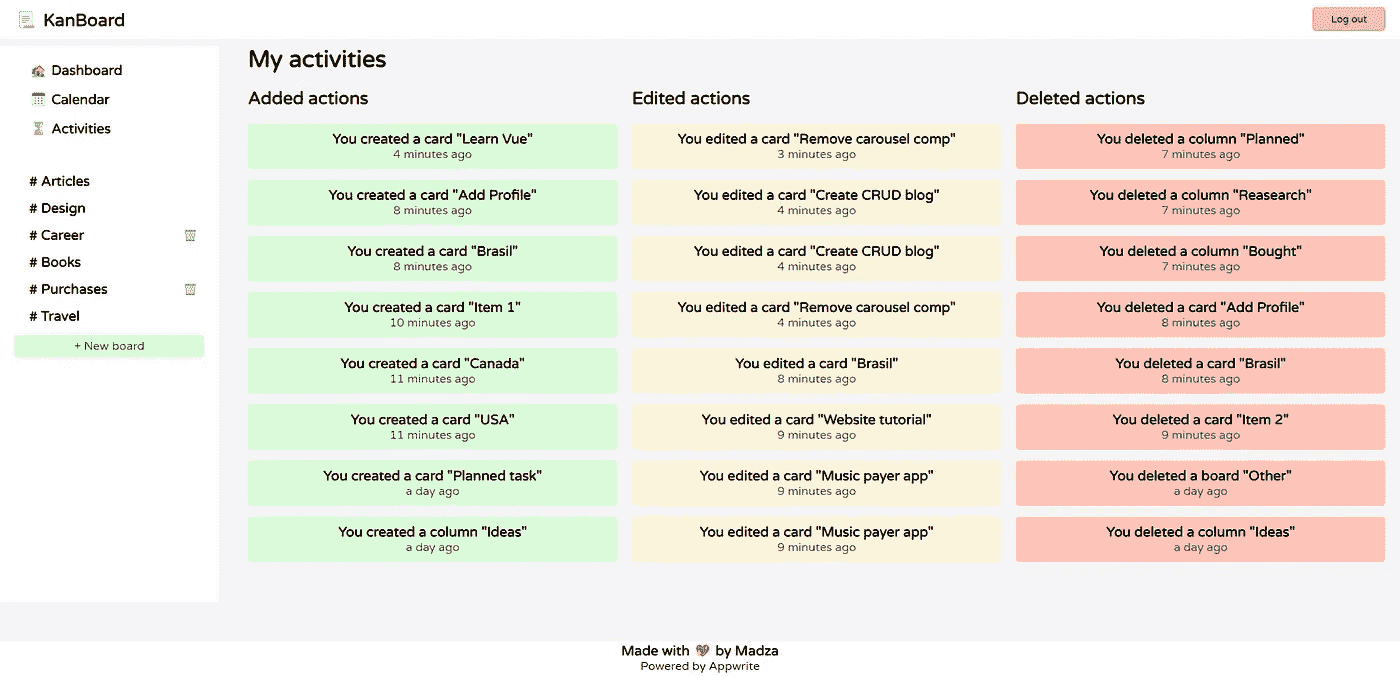 KanBoard
Log out
Dashboard
Calendar
Activities
# Articles
# Design
# Career
# Books
# Purchases
# Travel
+ New board
My activities
Added actions
You created a card "Learn Vue"
4 minutes ago
You created a card "Add Profile"
8 minutes ago
You created a card "Brasil"
8 minutes ago
You created a card "Item 1"
10 minutes ago
You created a card "Canada"
11 minutes ago
You created a card "USA"
11 minutes ago
You created a card "Planned task"
a day ago
You created a column "Ideas"
a day ago
Edited actions
You edited a card "Remove carousel comp"
3 minutes ago
You edited a card "Create CRUD blog"
4 minutes ago
You edited a card "Create CRUD blog"
4 minutes ago
You edited a card "Remove carousel comp"
4 minutes ago
You edited a card "Brasil"
8 minutes ago
You edited a card "Website tutorial"
9 minutes ago
You edited a card "Music payer app"
9 minutes ago
You edited a card "Music payer app"
9 minutes ago
Deleted actions
You deleted a column "Planned"
7 minutes ago
You deleted a column "Reasearch"
7 minutes ago
You deleted a column "Bought"
7 minutes ago
You deleted a card "Add Profile"
8 minutes ago
You deleted a card "Brasil"
8 minutes ago
You deleted a card "Item 2"
9 minutes ago
You deleted a board "Other"
a day ago
You deleted a column "Ideas"
a day ago
Made with 💖 by Madza
Powered by Appwrite